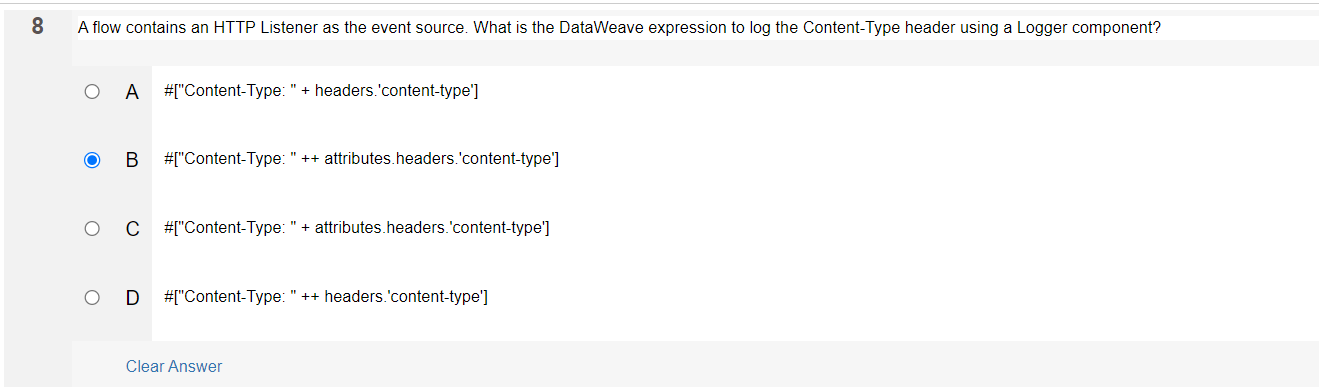 8 A flow contains an HTTP Listener as the event source. What is the DataWeave expression to log the Content-Type header using a Logger component?
A #["Content-Type: " + headers.'content-type']
B #["Content-Type: " ++ attributes.headers.'content-type']
C #["Content-Type: " + attributes.headers.'content-type']
D #["Content-Type: " ++ headers.'content-type']
Clear Answer